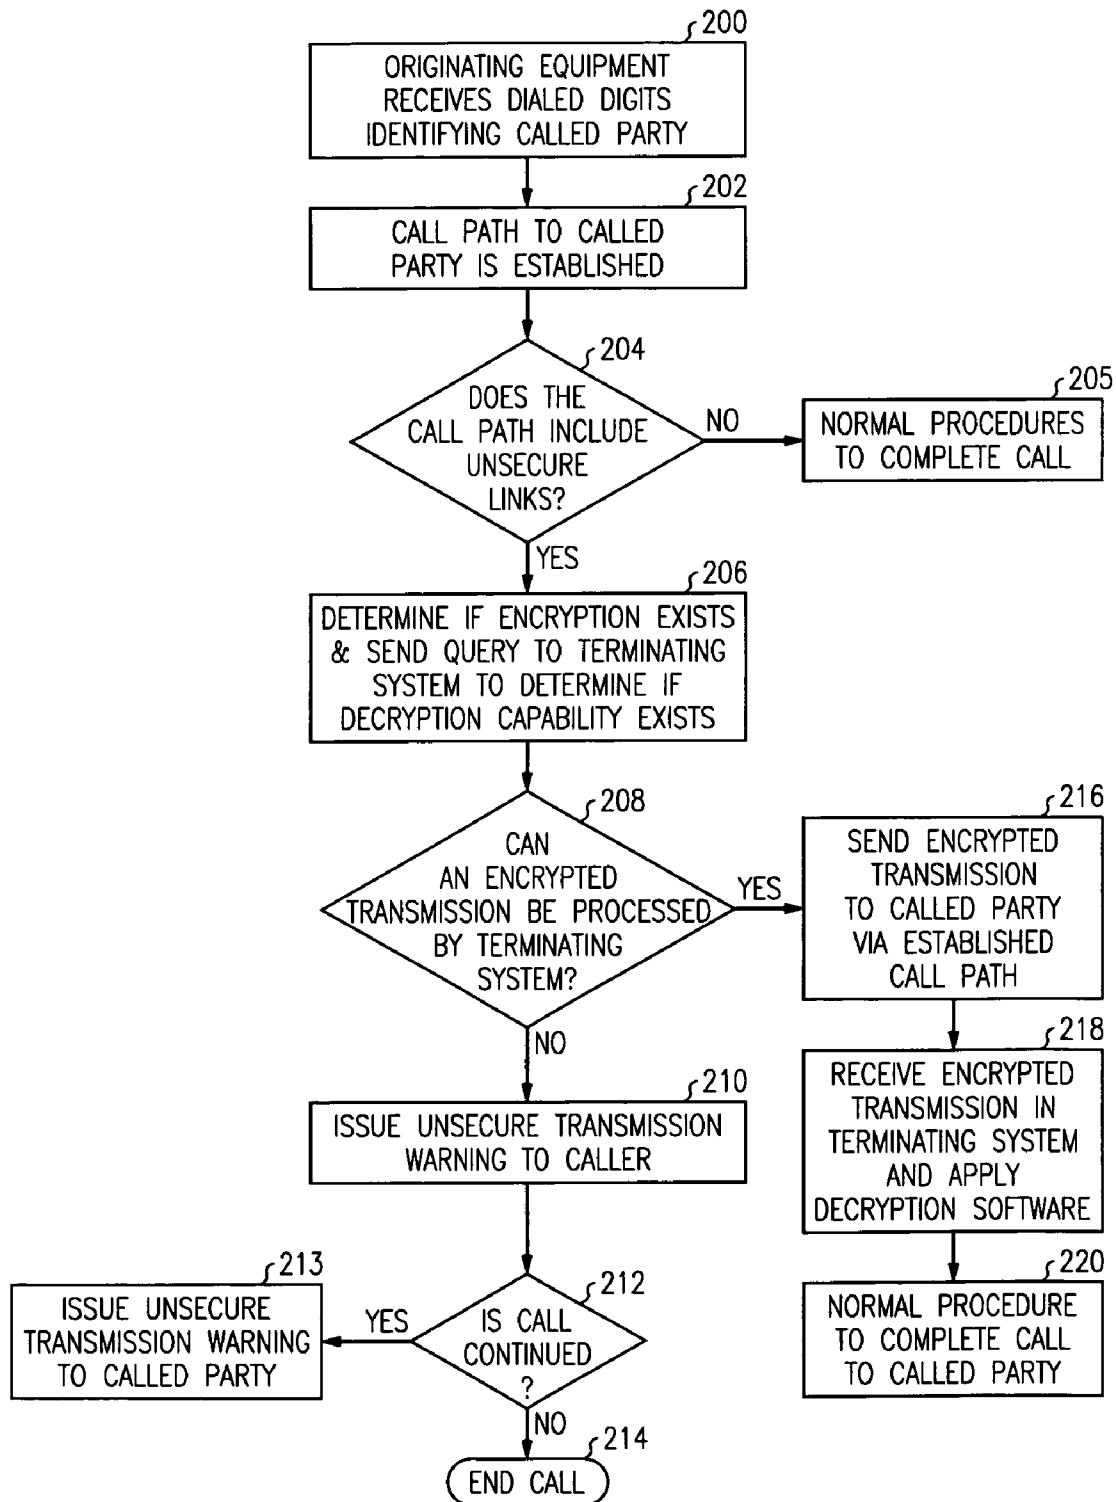 200
ORIGINATING EQUIPMENT
RECEIVES DIALED DIGITS
IDENTIFYING CALLED PARTY
202
CALL PATH TO CALLED
PARTY IS ESTABLISHED
204
DOES THE
CALL PATH INCLUDE
UNSECURE
LINKS?
NO
205
NORMAL PROCEDURES
TO COMPLETE CALL
YES
206
DETERMINE IF ENCRYPTION EXISTS
& SEND QUERY TO TERMINATING
SYSTEM TO DETERMINE IF
DECRYPTION CAPABILITY EXISTS
208
CAN
AN ENCRYPTED
TRANSMISSION BE PROCESSED
BY TERMINATING
SYSTEM?
YES
216
SEND ENCRYPTED
TRANSMISSION
TO CALLED PARTY
VIA ESTABLISHED
CALL PATH
218
RECEIVE ENCRYPTED
TRANSMISSION IN
TERMINATING SYSTEM
AND APPLY
DECRYPTION SOFTWARE
220
NORMAL PROCEDURE
TO COMPLETE CALL
TO CALLED PARTY
NO
210
ISSUE UNSECURE TRANSMISSION
WARNING TO CALLER
212
IS CALL
CONTINUED
?
YES
213
ISSUE UNSECURE
TRANSMISSION WARNING
TO CALLED PARTY
NO
214
END CALL